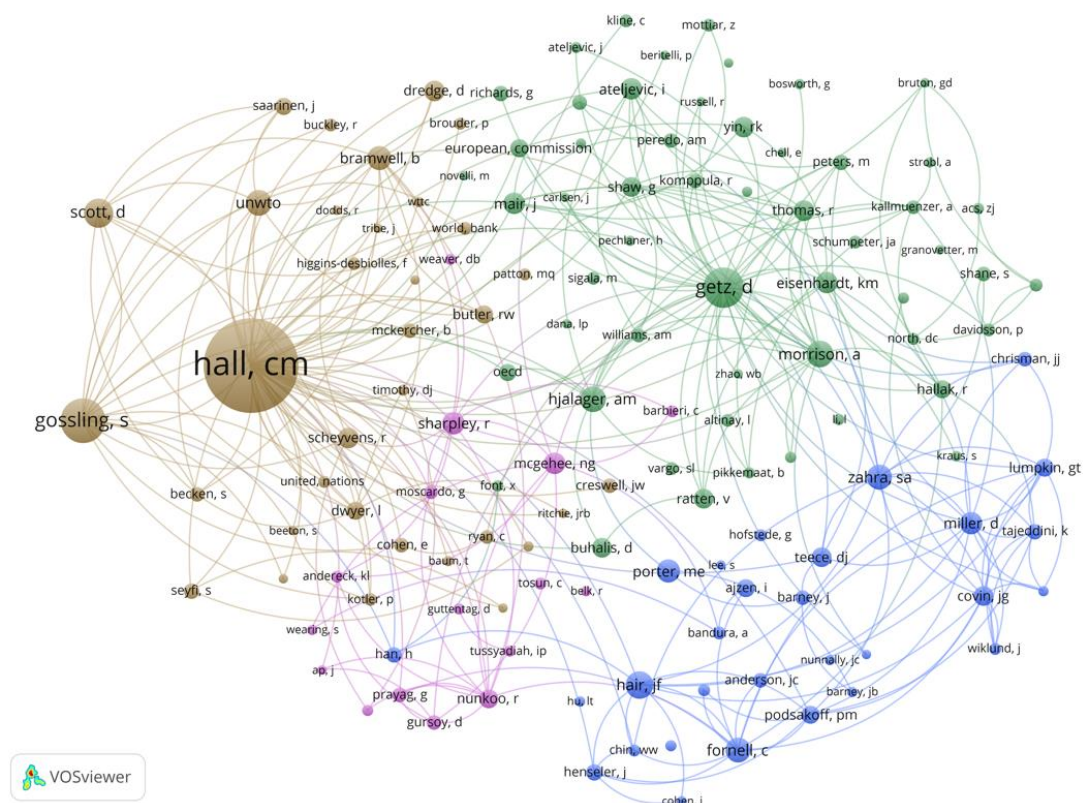 kline, c
mottiar, z
ateljevic, j
beritelli, p
bosworth, g
bruton, gd
dredge, d
richards, g
ateljevic, i
russell, r
saarinen, j
buckley, r
brouder, p
yin, rk
european, commission
peredo, am
chell, e
bramwell, b
peters, m
strobl, a
novelli, m
shaw, g
komppula, r
unwto
dodds, r
wttc
mair, j
carlsen, j
scott, d
thomas, r
kallmuenzer, a
acs, zj
tribe, j
world, bank
pechlaner, h
schumpeter, ja
granovetter, m
higgins-desbiolles, f
weaver, db
patton, mq
sigala, m
getz, d
eisenhardt, km
shane, s
butler, rw
mckercher, b
dana, lp
williams, am
north, dc
davidsson, p
hall, cm
morrison, a
chrisman, jj
oecd
zhao, wb
timothy, dj
hjalager, am
hallak, r
gossling, s
sharpley, r
barbieri, c
altinay, l
li, l
scheyvens, r
kraus, s
mcgehee, ng
vargo, sl
pikkemaat, b
zahra, sa
lumpkin, gt
united, nations
becken, s
moscardo, g
font, x
creswell, jw
ratten, v
dwyer, l
ritchie, jrb
miller, d
tajeddini, k
beeton, s
ryan, c
hofstede, g
cohen, e
baum, t
buhalis, d
teece, dj
lee, s
porter, me
andereck, kl
tosun, c
belk, r
ajzen, i
barney, j
covin, jg
seyfi, s
kotler, p
guttentag, d
wearing, s
bandura, a
wiklund, j
han, h
tussyadiah, ip
nunnally, jc
ap, j
hair, jf
anderson, jc
barney, jb
prayag, g
nunkoo, r
hu, lt
podsakoff, pm
gursoy, d
chin, ww
fornell, c
henseler, j
cohen, j
VOSviewer